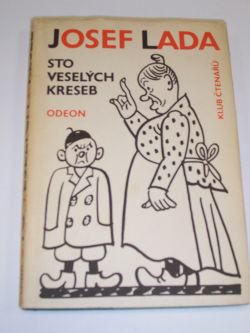 JOSEF LADA
STO
VESELÝCH
KRESEB
ODEON
KLUB ČTENÁŘŮ